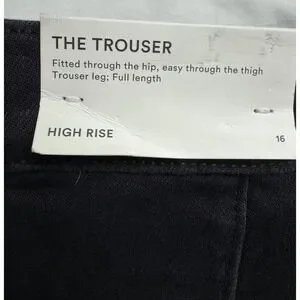 THE TROUSER
Fitted through the hip, easy through the thigh
Trouser leg; Full length
HIGH RISE
16